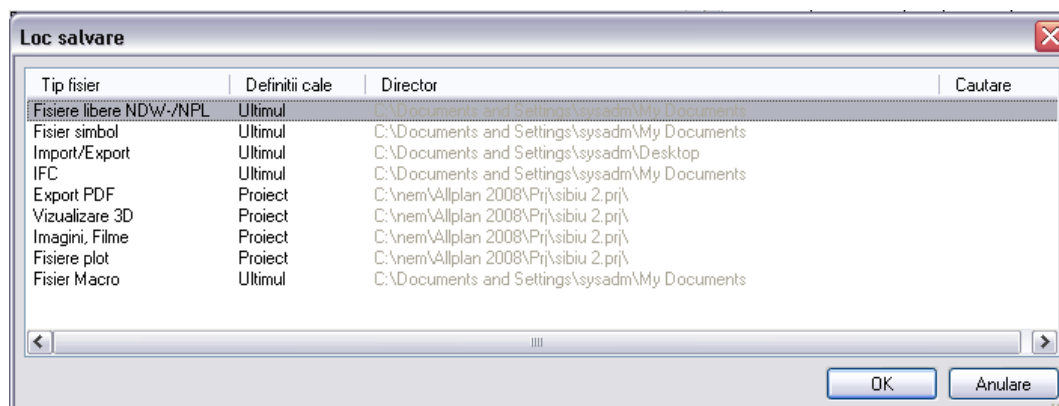 Loc salvare
Tip fisier Definitii cale Director Cautare
Fisiere libere NDW-/NPL Ultimul C:\Documents and Settings\sysadm\My Documents
Fisier simbol Ultimul C:\Documents and Settings\sysadm\My Documents
Import/Export Ultimul C:\Documents and Settings\sysadm\Desktop
IFC Ultimul C:\Documents and Settings\sysadm\My Documents
Export PDF Proiect C:\nem\Allplan 2008\Prj\sibiu 2.prj\
Vizualizare 3D Proiect C:\nem\Allplan 2008\Prj\sibiu 2.prj\
Imagini, Filme Proiect C:\nem\Allplan 2008\Prj\sibiu 2.prj\
Fisiere plot Proiect C:\nem\Allplan 2008\Prj\sibiu 2.prj\
Fisier Macro Ultimul C:\Documents and Settings\sysadm\My Documents
OK Anulare